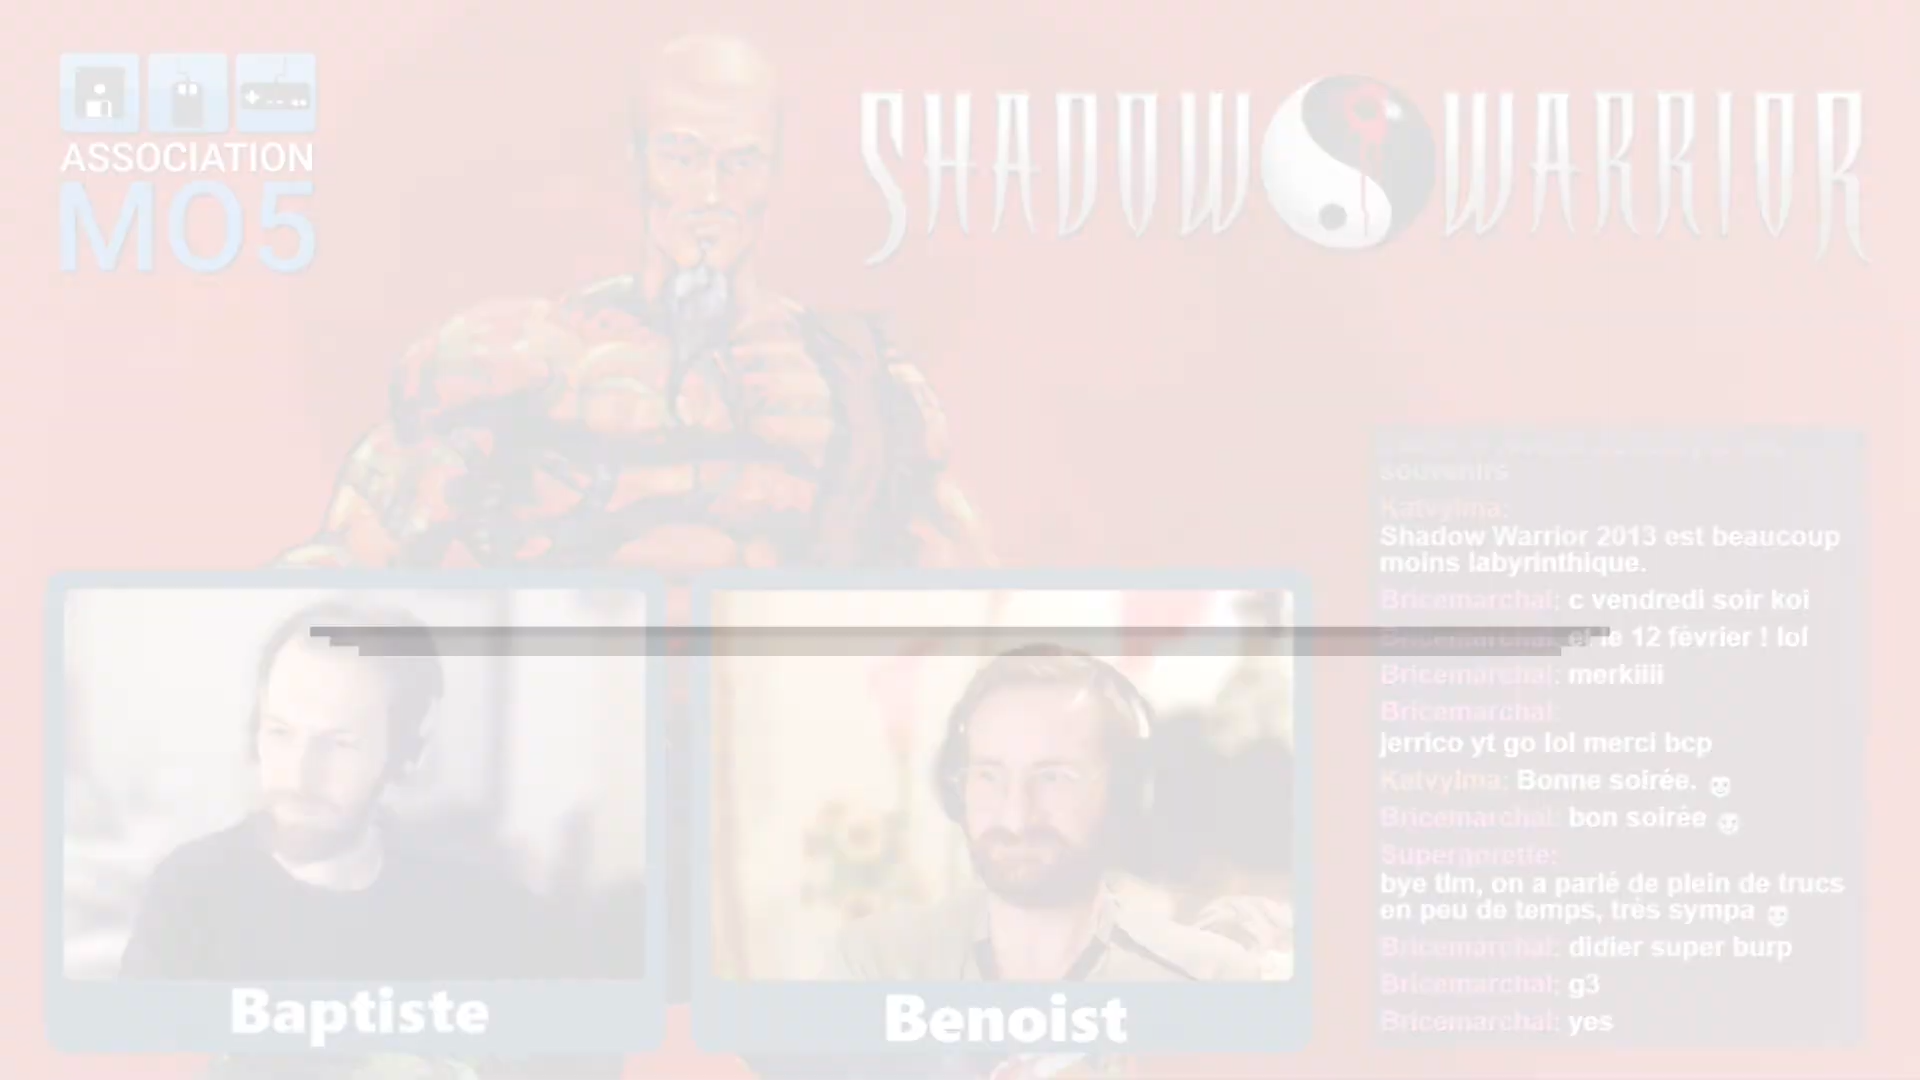 ASSOCIATION
MO5
SHADOW WARRIOR
souvenirs
Katvylma:
Shadow Warrior 2013 est beaucoup
moins labyrinthique.
Bricemarchal: c vendredi soir koi
Bricemarchal: et le 12 février ! lol
Bricemarchal: merkiiii
Bricemarchal:
jerrico yt go lol merci bcp
Katvylma: Bonne soirée.
Bricemarchal: bon soirée
bye tlm, on a parlé de plein de trucs
en peu de temps, très sympa
Bricemarchal: didier super burp
Bricemarchal: g3
Bricemarchal: yes
Baptiste
Benoist